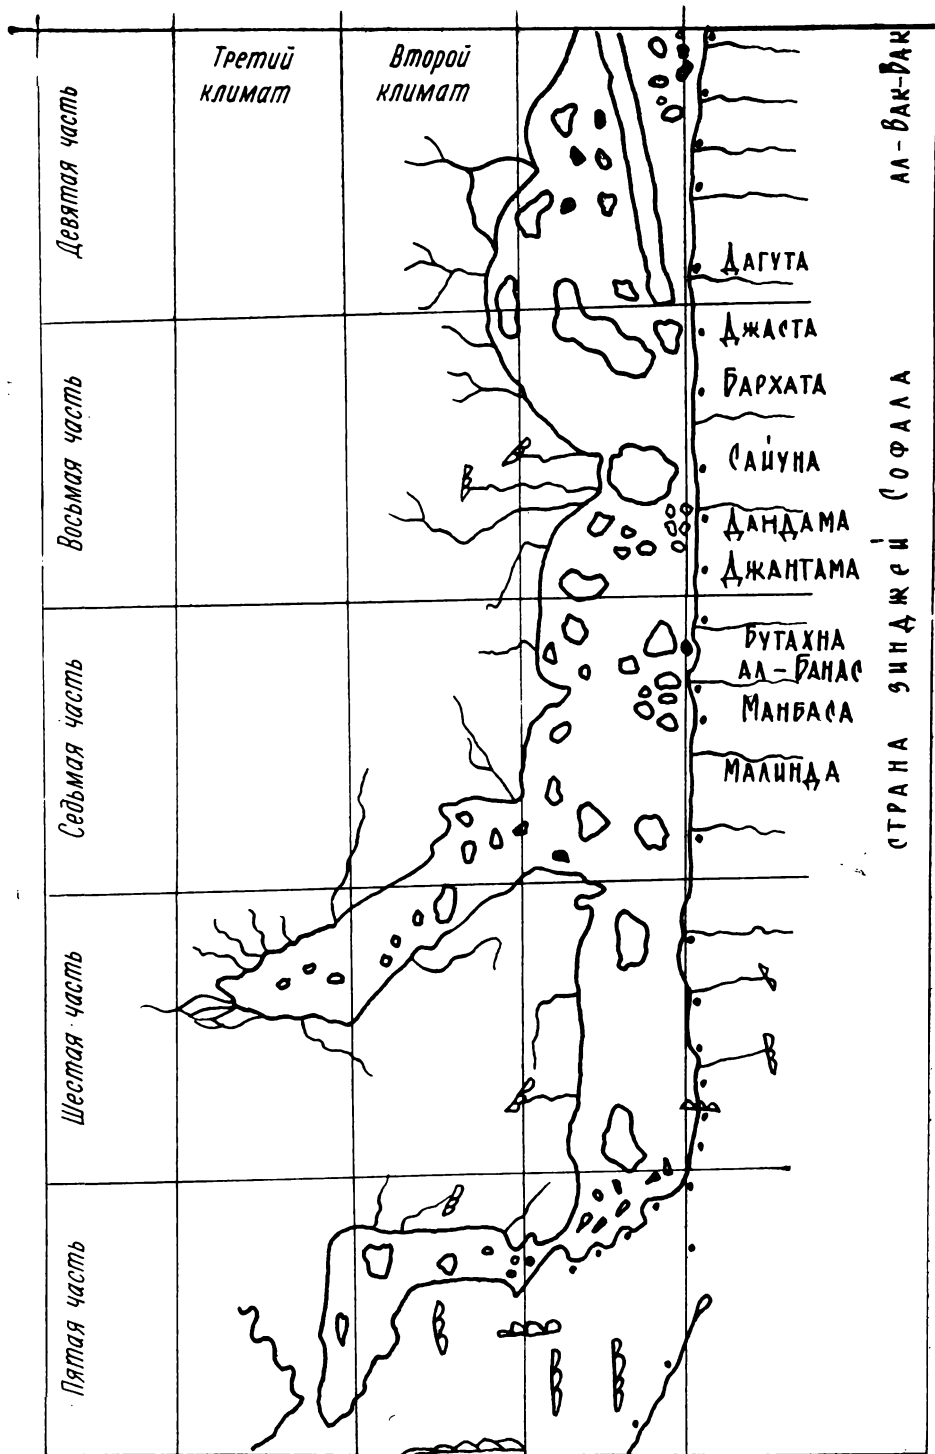 Третий
климат
Второй
климат
Девятая часть
Восьмая часть
Седьмая часть
Шестая часть
Пятая часть
Дагута
Джаста
Бархата
Сайуна
Дандама
Джантама
Бутахна
ал-Банас
Манбаса
Малинда
ал-Вак-Вак
страна зинджей Софала